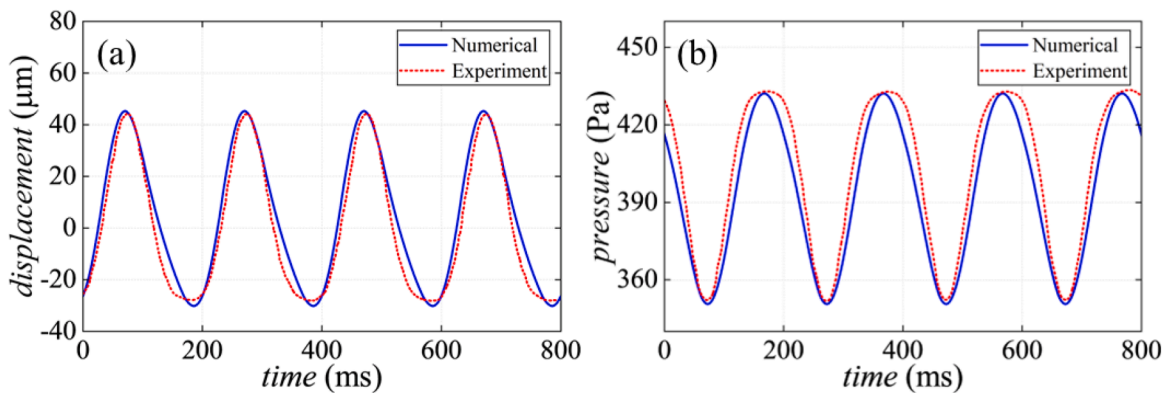 (a)
Numerical
Experiment
displacement (μm)
80
60
40
20
0
-20
-40
0 200 400 600 800
time (ms)
(b)
Numerical
Experiment
pressure (Pa)
450
420
390
360
0 200 400 600 800
time (ms)